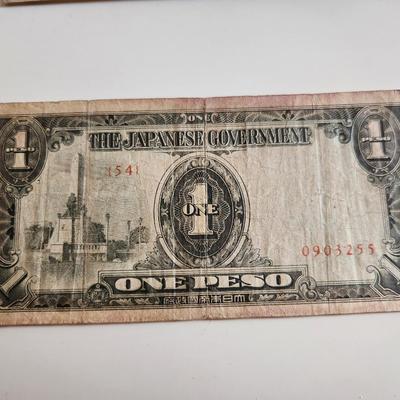 ONE
1 THE JAPANESE GOVERNMENT 1
{54}
1
ONE
0903255
1 ONE PESO 1